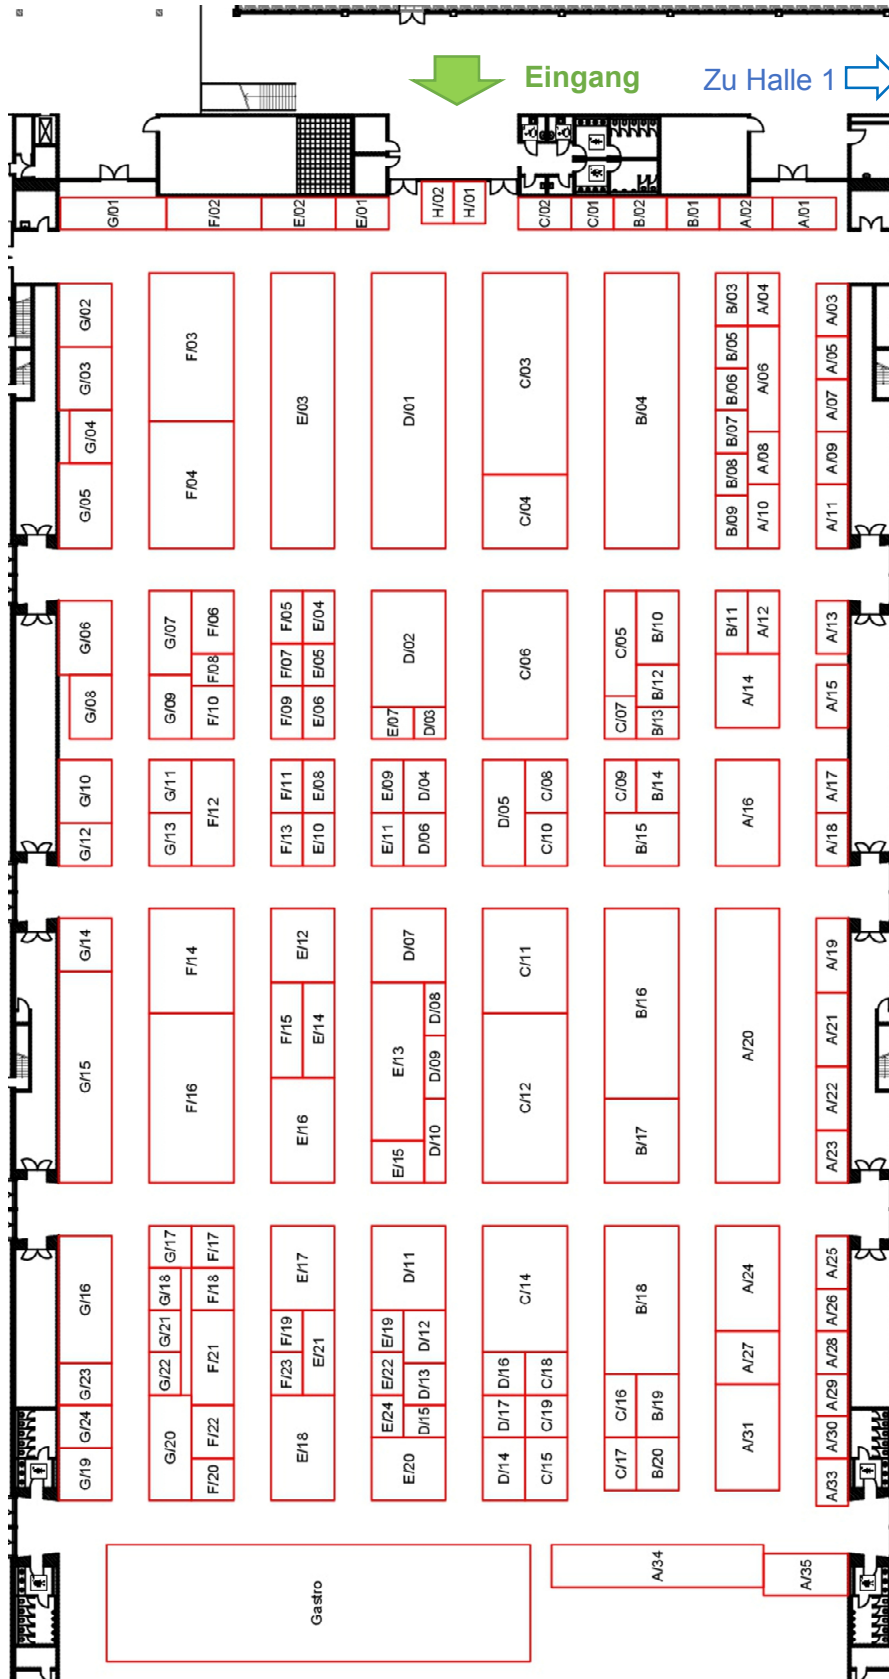 Eingang
Zu Halle 1
G/01
F/02
E/02
E/01
H/02
H/01
C/02
C/01
B/02
B/01
A/02
A/01
G/02
G/03
G/04
G/05
F/03
F/04
E/03
D/01
C/03
C/04
B/04
B/03
B/05
B/06
B/07
B/08
B/09
A/04
A/06
A/08
A/10
A/03
A/05
A/07
A/09
A/11
G/06
G/08
G/07
G/09
F/06
F/08
F/10
F/05
F/07
F/09
E/04
E/05
E/06
D/02
E/07
D/03
C/06
C/05
C/07
B/10
B/12
B/13
B/11
A/12
A/14
A/13
A/15
G/10
G/12
G/11
G/13
F/12
F/11
F/13
E/08
E/10
E/09
E/11
D/04
D/06
D/05
C/08
C/10
C/09
B/14
B/15
A/16
A/17
A/18
G/14
G/15
F/14
F/16
E/12
F/15
E/14
E/16
D/07
E/13
E/15
D/08
D/09
D/10
C/11
C/12
B/16
B/17
A/20
A/19
A/21
A/22
A/23
G/16
G/23
G/24
G/19
G/17
G/18
G/21
G/22
G/20
F/17
F/18
F/21
F/22
F/20
E/17
F/19
F/23
E/21
E/18
D/11
E/19
E/22
E/24
D/12
D/13
D/15
E/20
C/14
D/16
D/17
D/14
C/18
C/19
C/15
B/18
C/16
C/17
B/19
B/20
A/24
A/27
A/31
A/25
A/26
A/28
A/29
A/30
A/33
Gastro
A/34
A/35